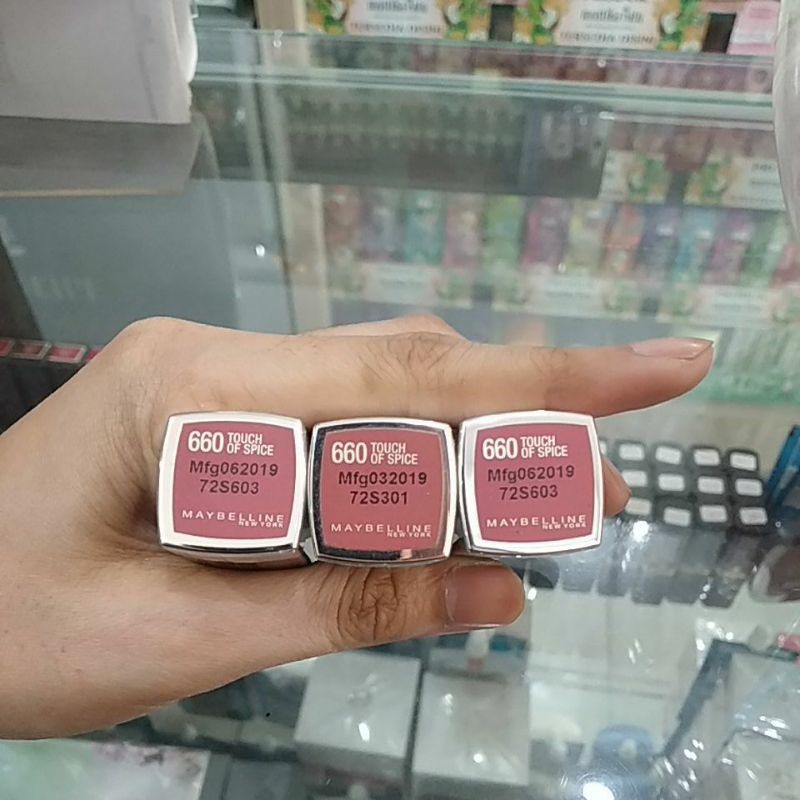 660 TOUCH OF SPICE
Mfg062019
72S603
MAYBELLINE
NEW YORK
660 TOUCH OF SPICE
Mfg032019
72S301
MAYBELLINE
NEW YORK
660 TOUCH OF SPICE
Mfg062019
72S603
MAYBELLINE
NEW YORK